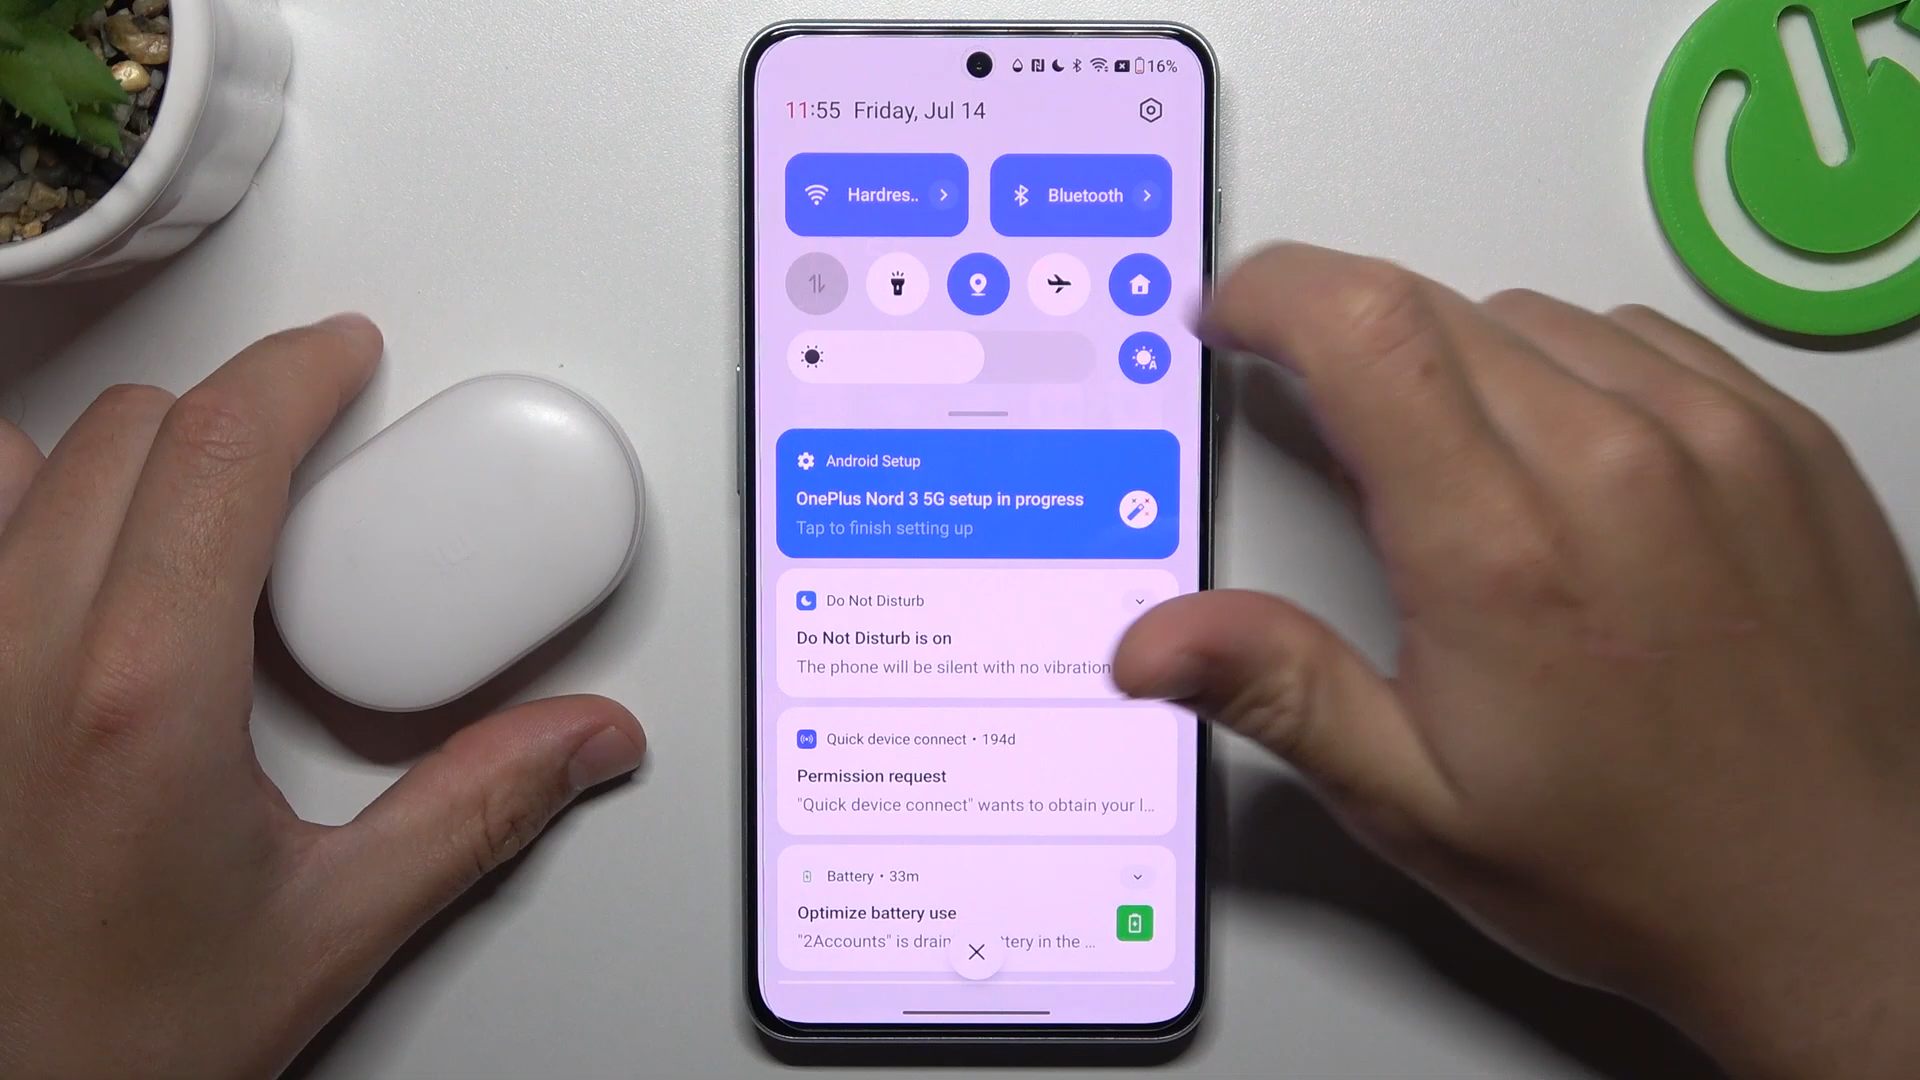 16%
11:55 Friday, Jul 14
Hardres..
Bluetooth
Android Setup
OnePlus Nord 3 5G setup in progress
Tap to finish setting up
Do Not Disturb
Do Not Disturb is on
The phone will be silent with no vibration
Quick device connect • 194d
Permission request
"Quick device connect" wants to obtain your l...
Battery • 33m
Optimize battery use
"2Accounts" is drain tery in the ...